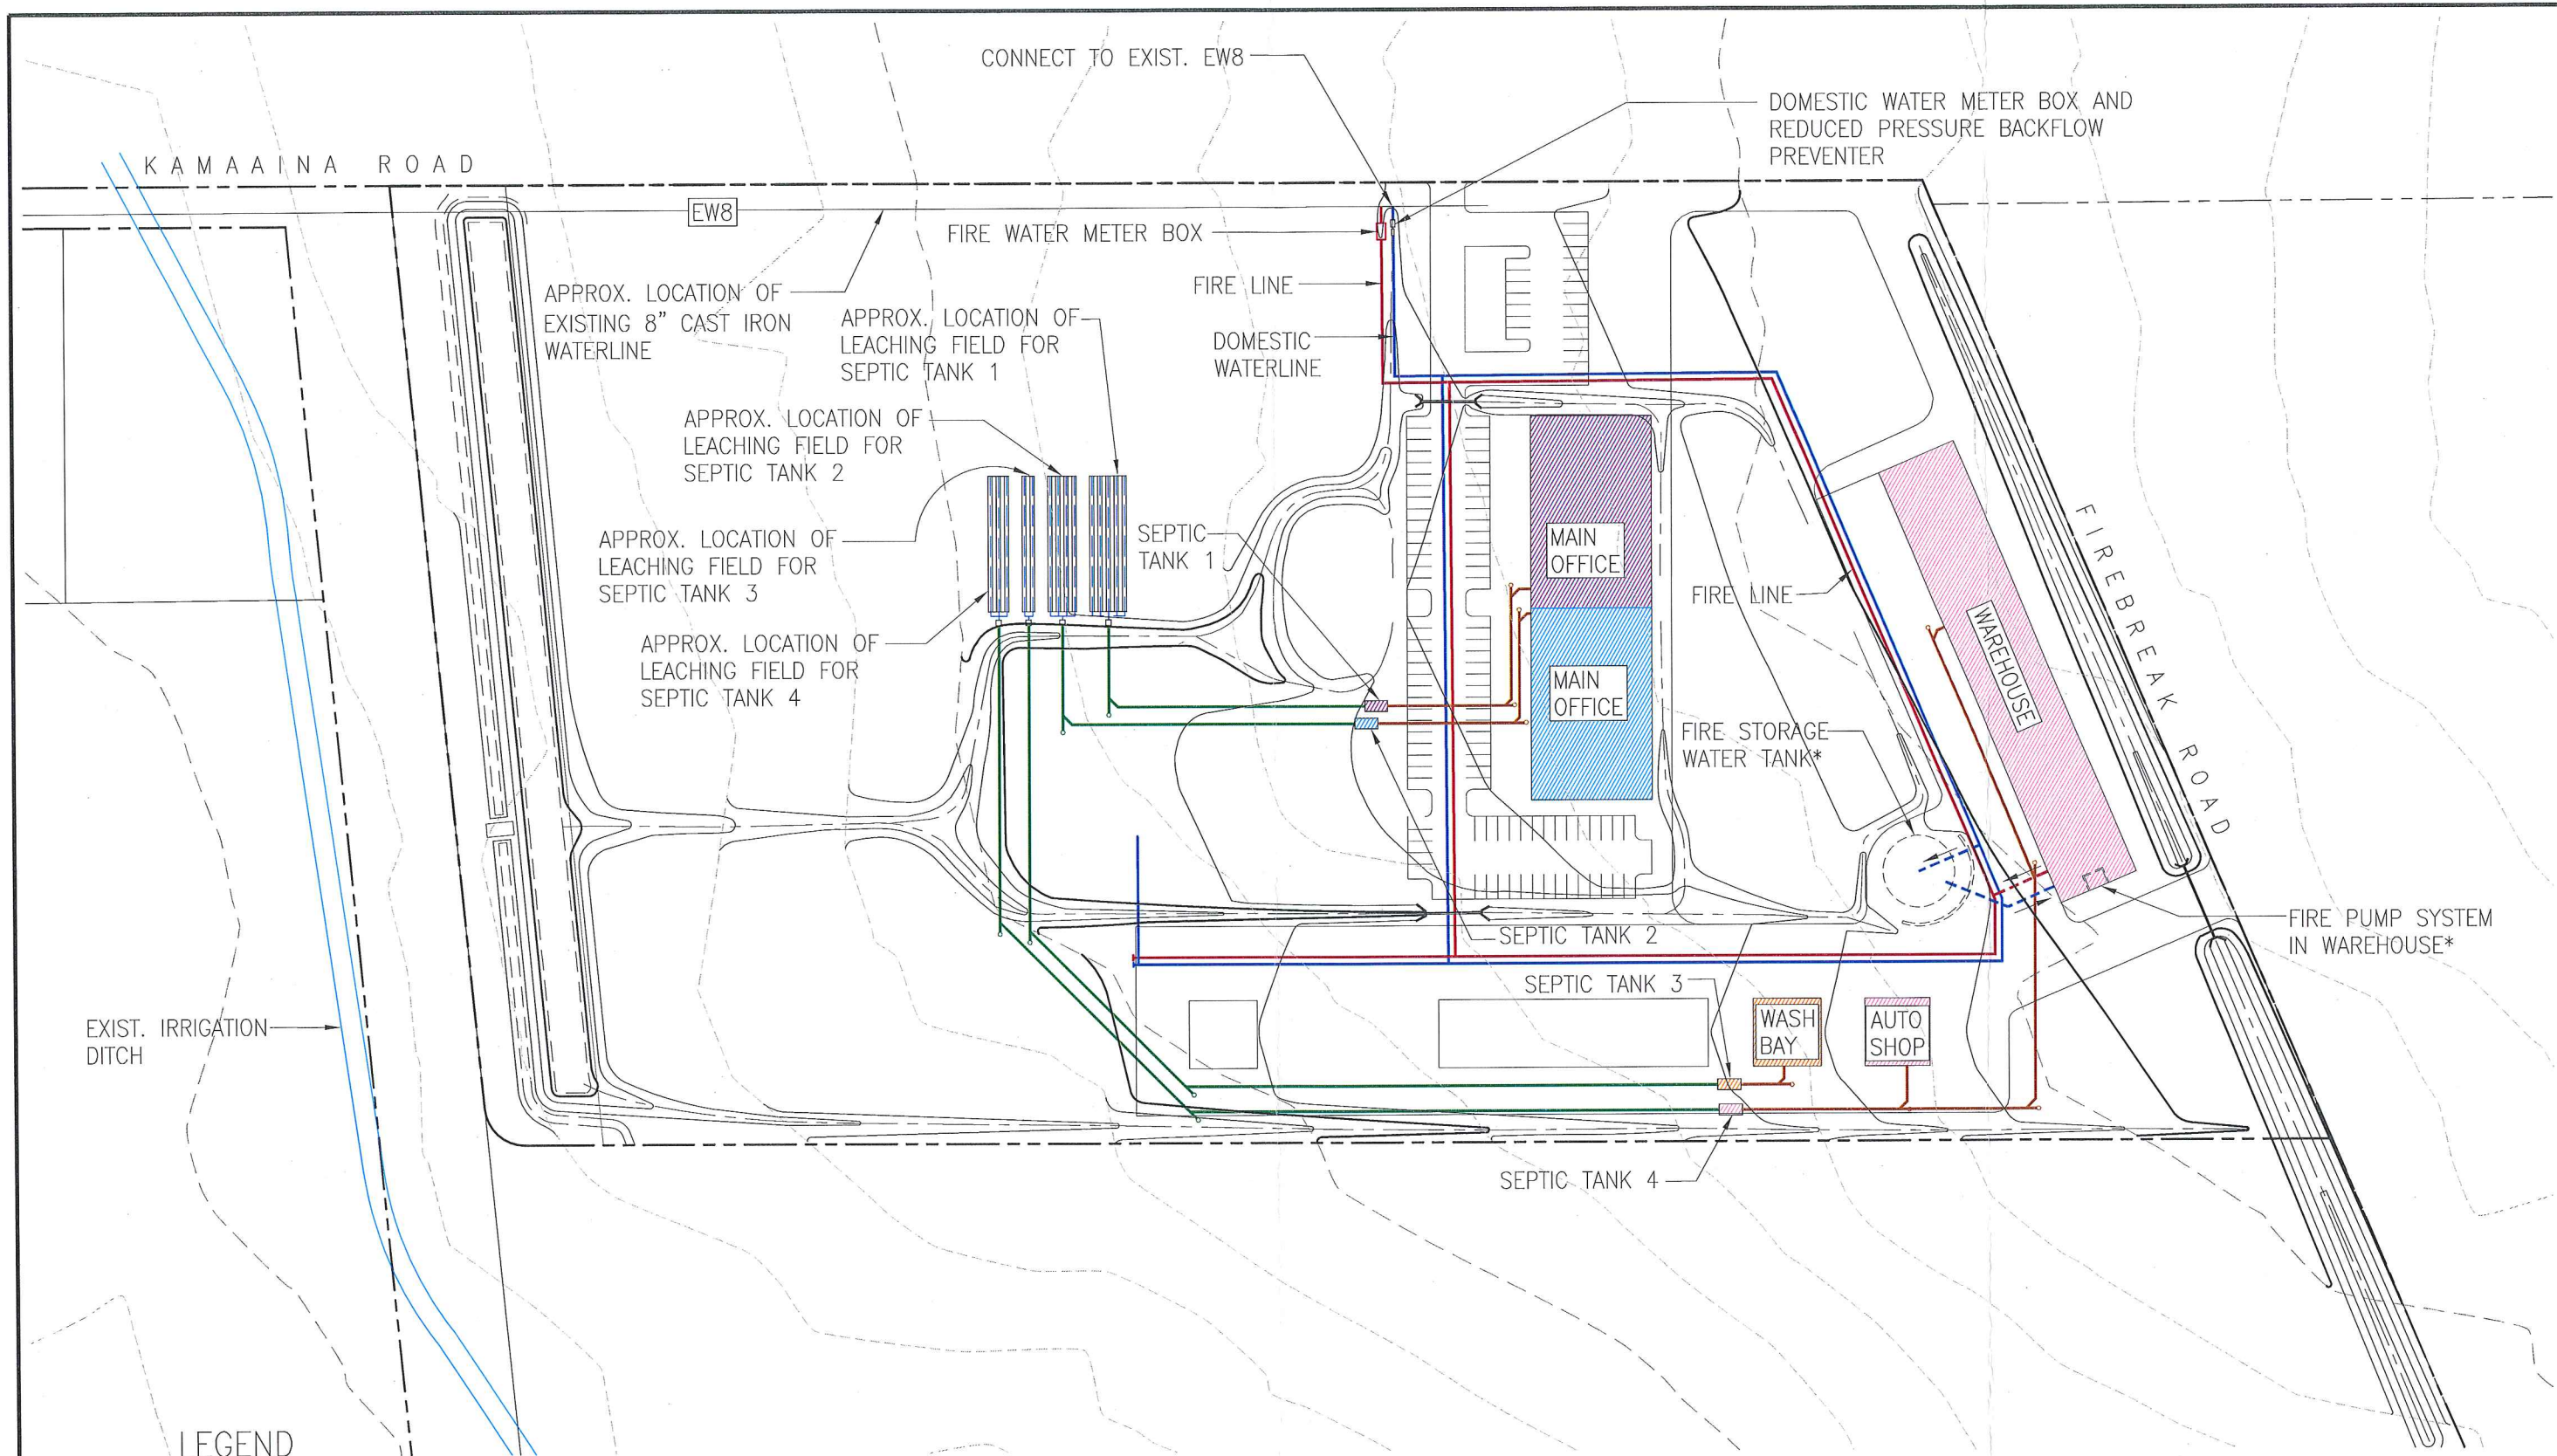 CONNECT TO EXIST. EW8
DOMESTIC WATER METER BOX AND
REDUCED PRESSURE BACKFLOW
PREVENTER
KAMAAINA ROAD
EW8
FIRE WATER METER BOX
APPROX. LOCATION OF
EXISTING 8" CAST IRON
WATERLINE
APPROX. LOCATION OF
LEACHING FIELD FOR
SEPTIC TANK 1
FIRE LINE
DOMESTIC
WATERLINE
APPROX. LOCATION OF
LEACHING FIELD FOR
SEPTIC TANK 2
APPROX. LOCATION OF
LEACHING FIELD FOR
SEPTIC TANK 3
SEPTIC
TANK 1
MAIN
OFFICE
FIRE LINE
FIREBREAK ROAD
WAREHOUSE
APPROX. LOCATION OF
LEACHING FIELD FOR
SEPTIC TANK 4
MAIN
OFFICE
FIRE STORAGE
WATER TANK*
SEPTIC TANK 2
FIRE PUMP SYSTEM
IN WAREHOUSE*
SEPTIC TANK 3
WASH
BAY
AUTO
SHOP
EXIST. IRRIGATION
DITCH
SEPTIC TANK 4
LEGEND